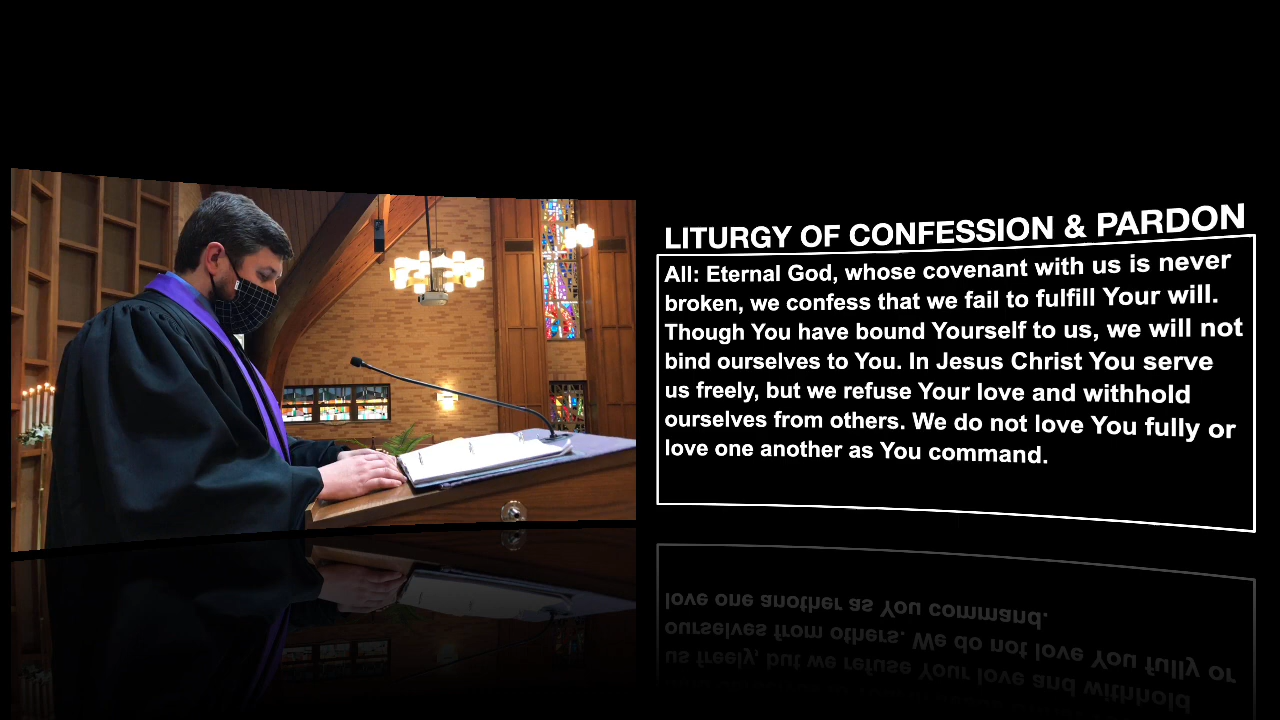 LITURGY OF CONFESSION & PARDON
All: Eternal God, whose covenant with us is never
broken, we confess that we fail to fulfill Your will.
Though You have bound Yourself to us, we will not
bind ourselves to You. In Jesus Christ You serve
us freely, but we refuse Your love and withhold
ourselves from others. We do not love You fully or
love one another as You command.